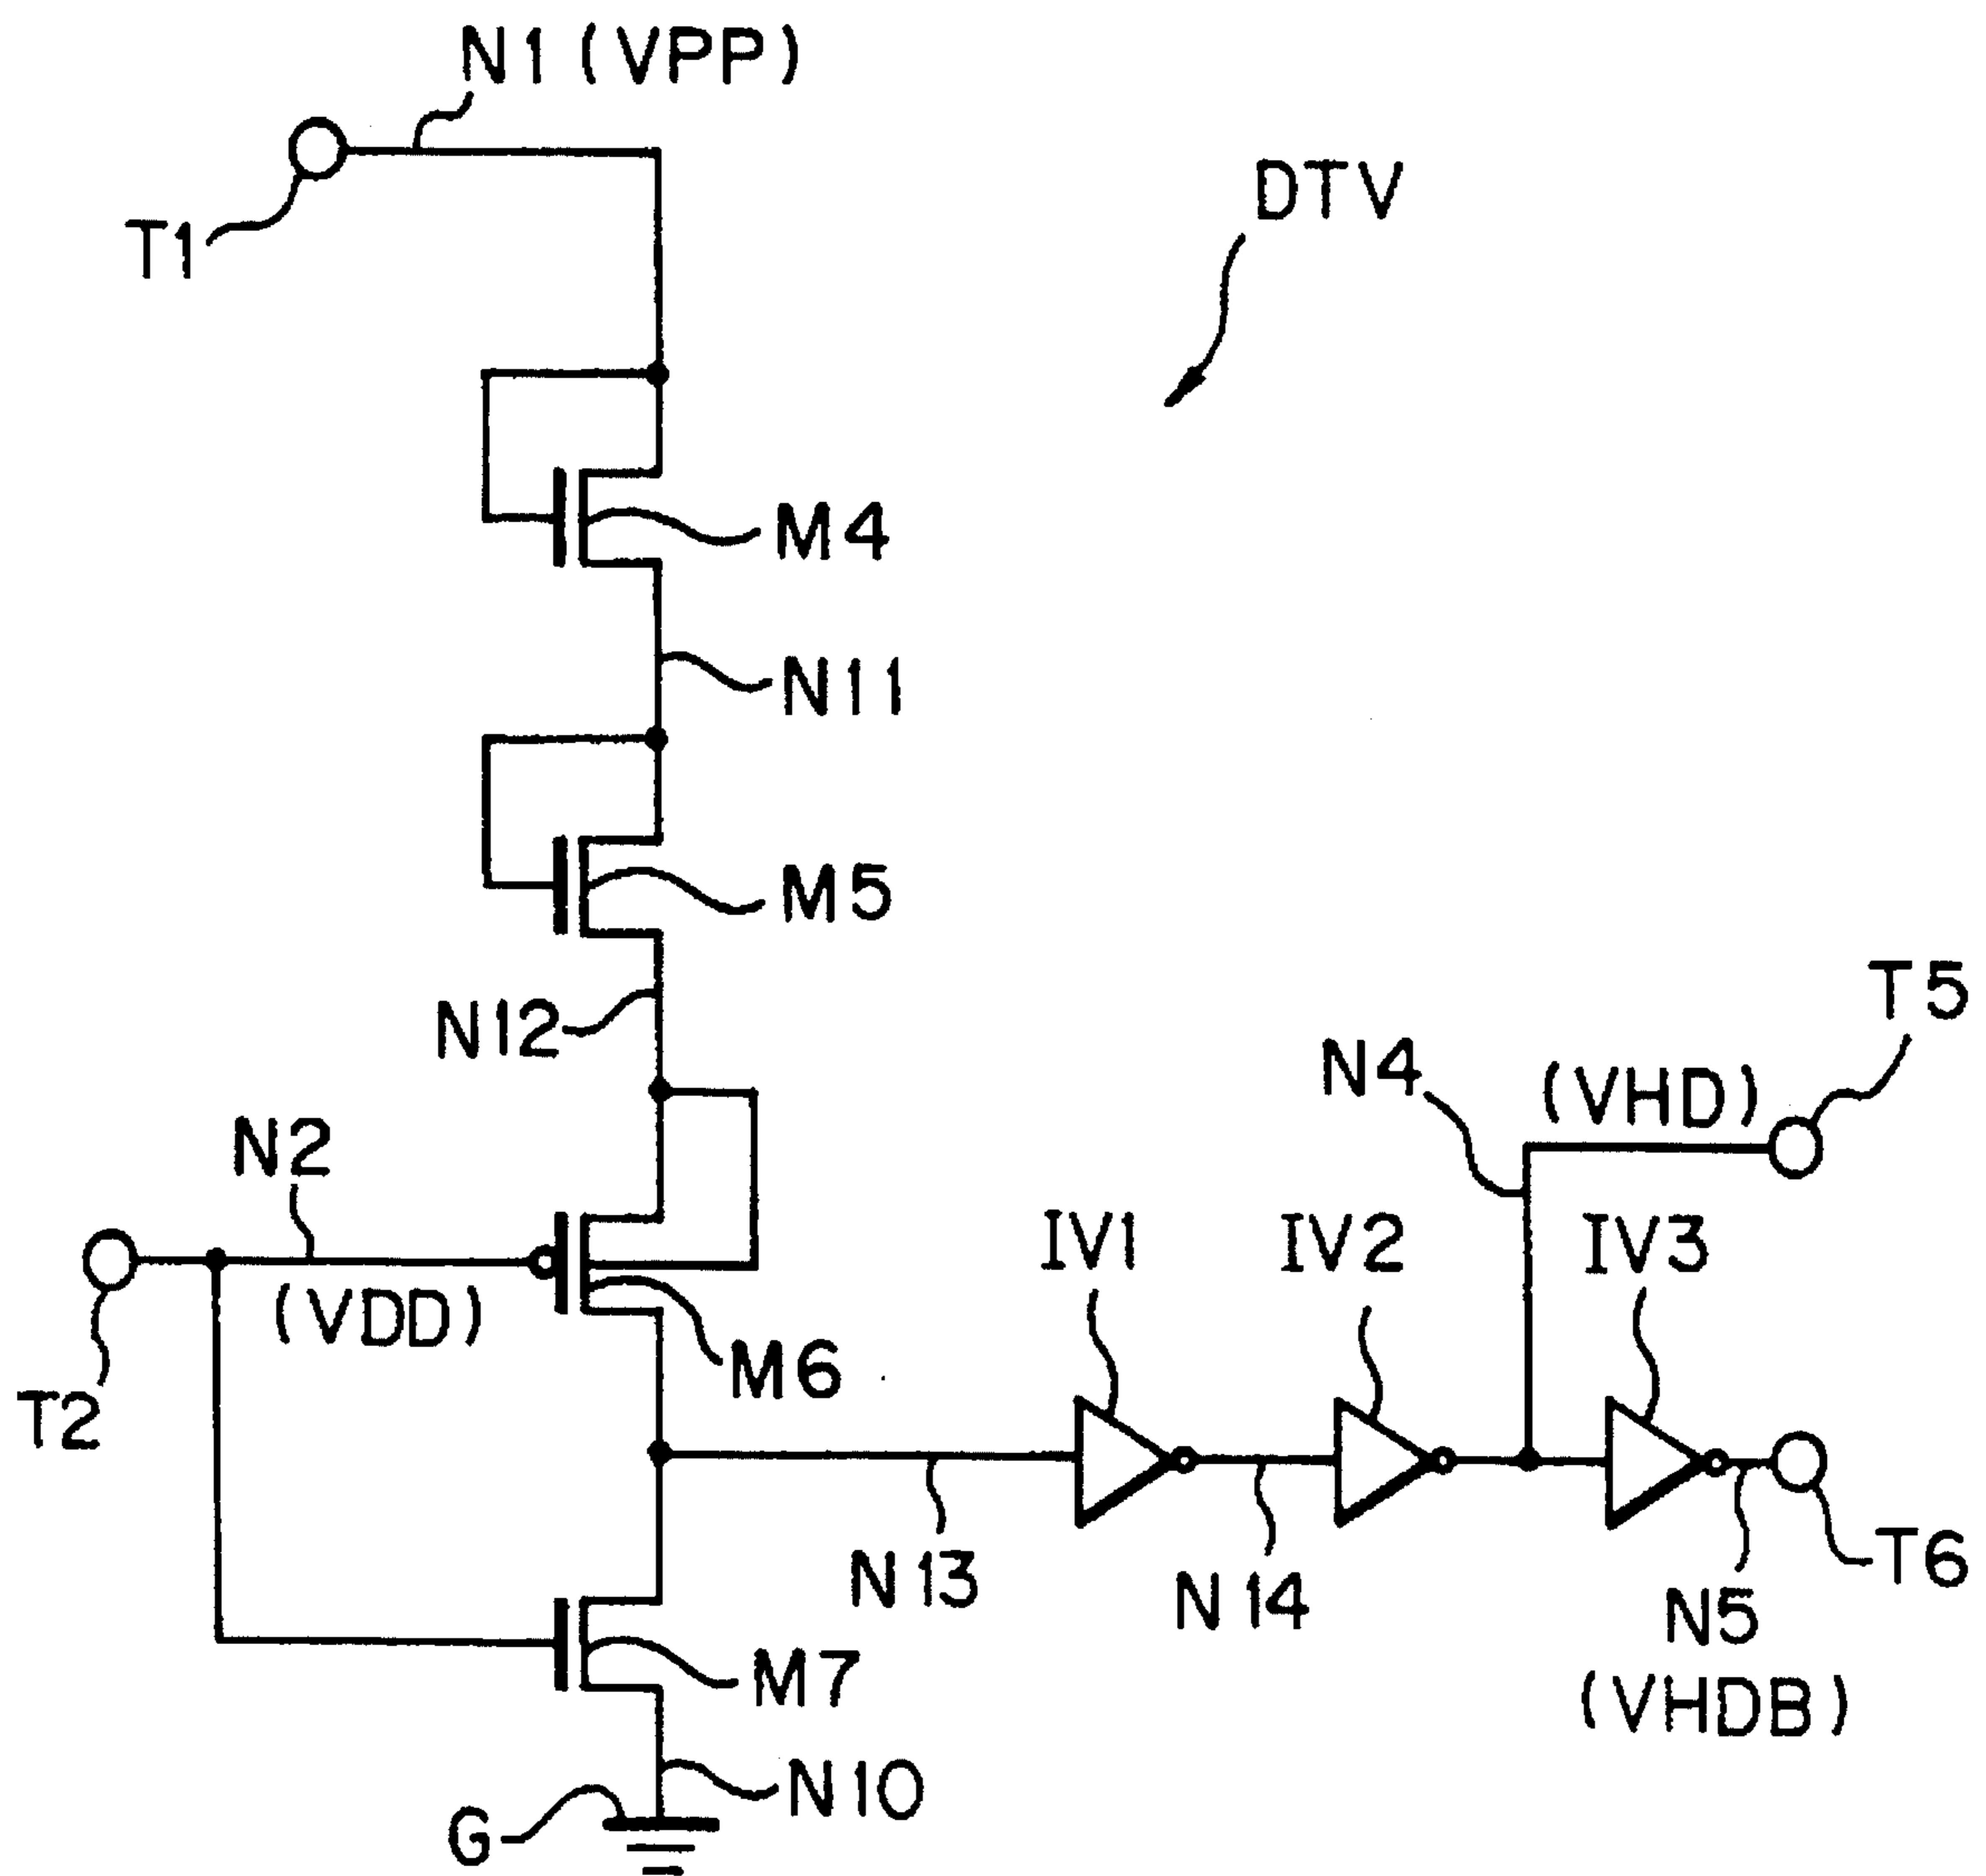 N1 (VPP)
T1
DTV
M4
N11
M5
N12
T5
N4
(VHD)
N2
(VDD)
T2
IV1
IV2
IV3
M6
N13
N14
T6
N5
(VHDB)
M7
N10
G